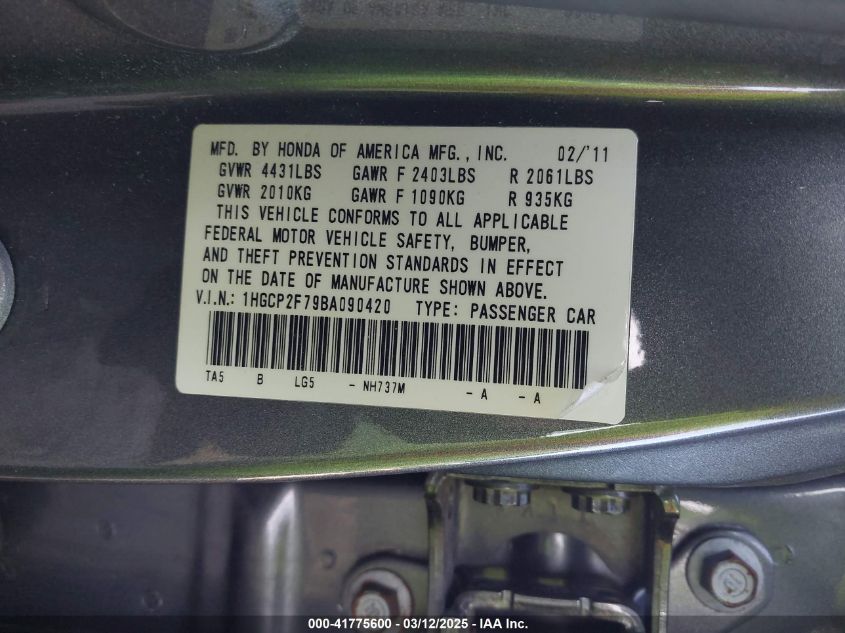 MFD. BY HONDA OF AMERICA MFG., INC. 02/'11
GVWR 4431LBS GAWR F 2403LBS R 2061LBS
GVWR 2010KG GAWR F 1090KG R 935KG
THIS VEHICLE CONFORMS TO ALL APPLICABLE
FEDERAL MOTOR VEHICLE SAFETY, BUMPER,
AND THEFT PREVENTION STANDARDS IN EFFECT
ON THE DATE OF MANUFACTURE SHOWN ABOVE.
V.I.N.: 1HGCP2F79BA090420 TYPE: PASSENGER CAR
TA5 B LG5 - NH737M - A - A
000-41775600 / 03/12/2025 - IAA Inc.